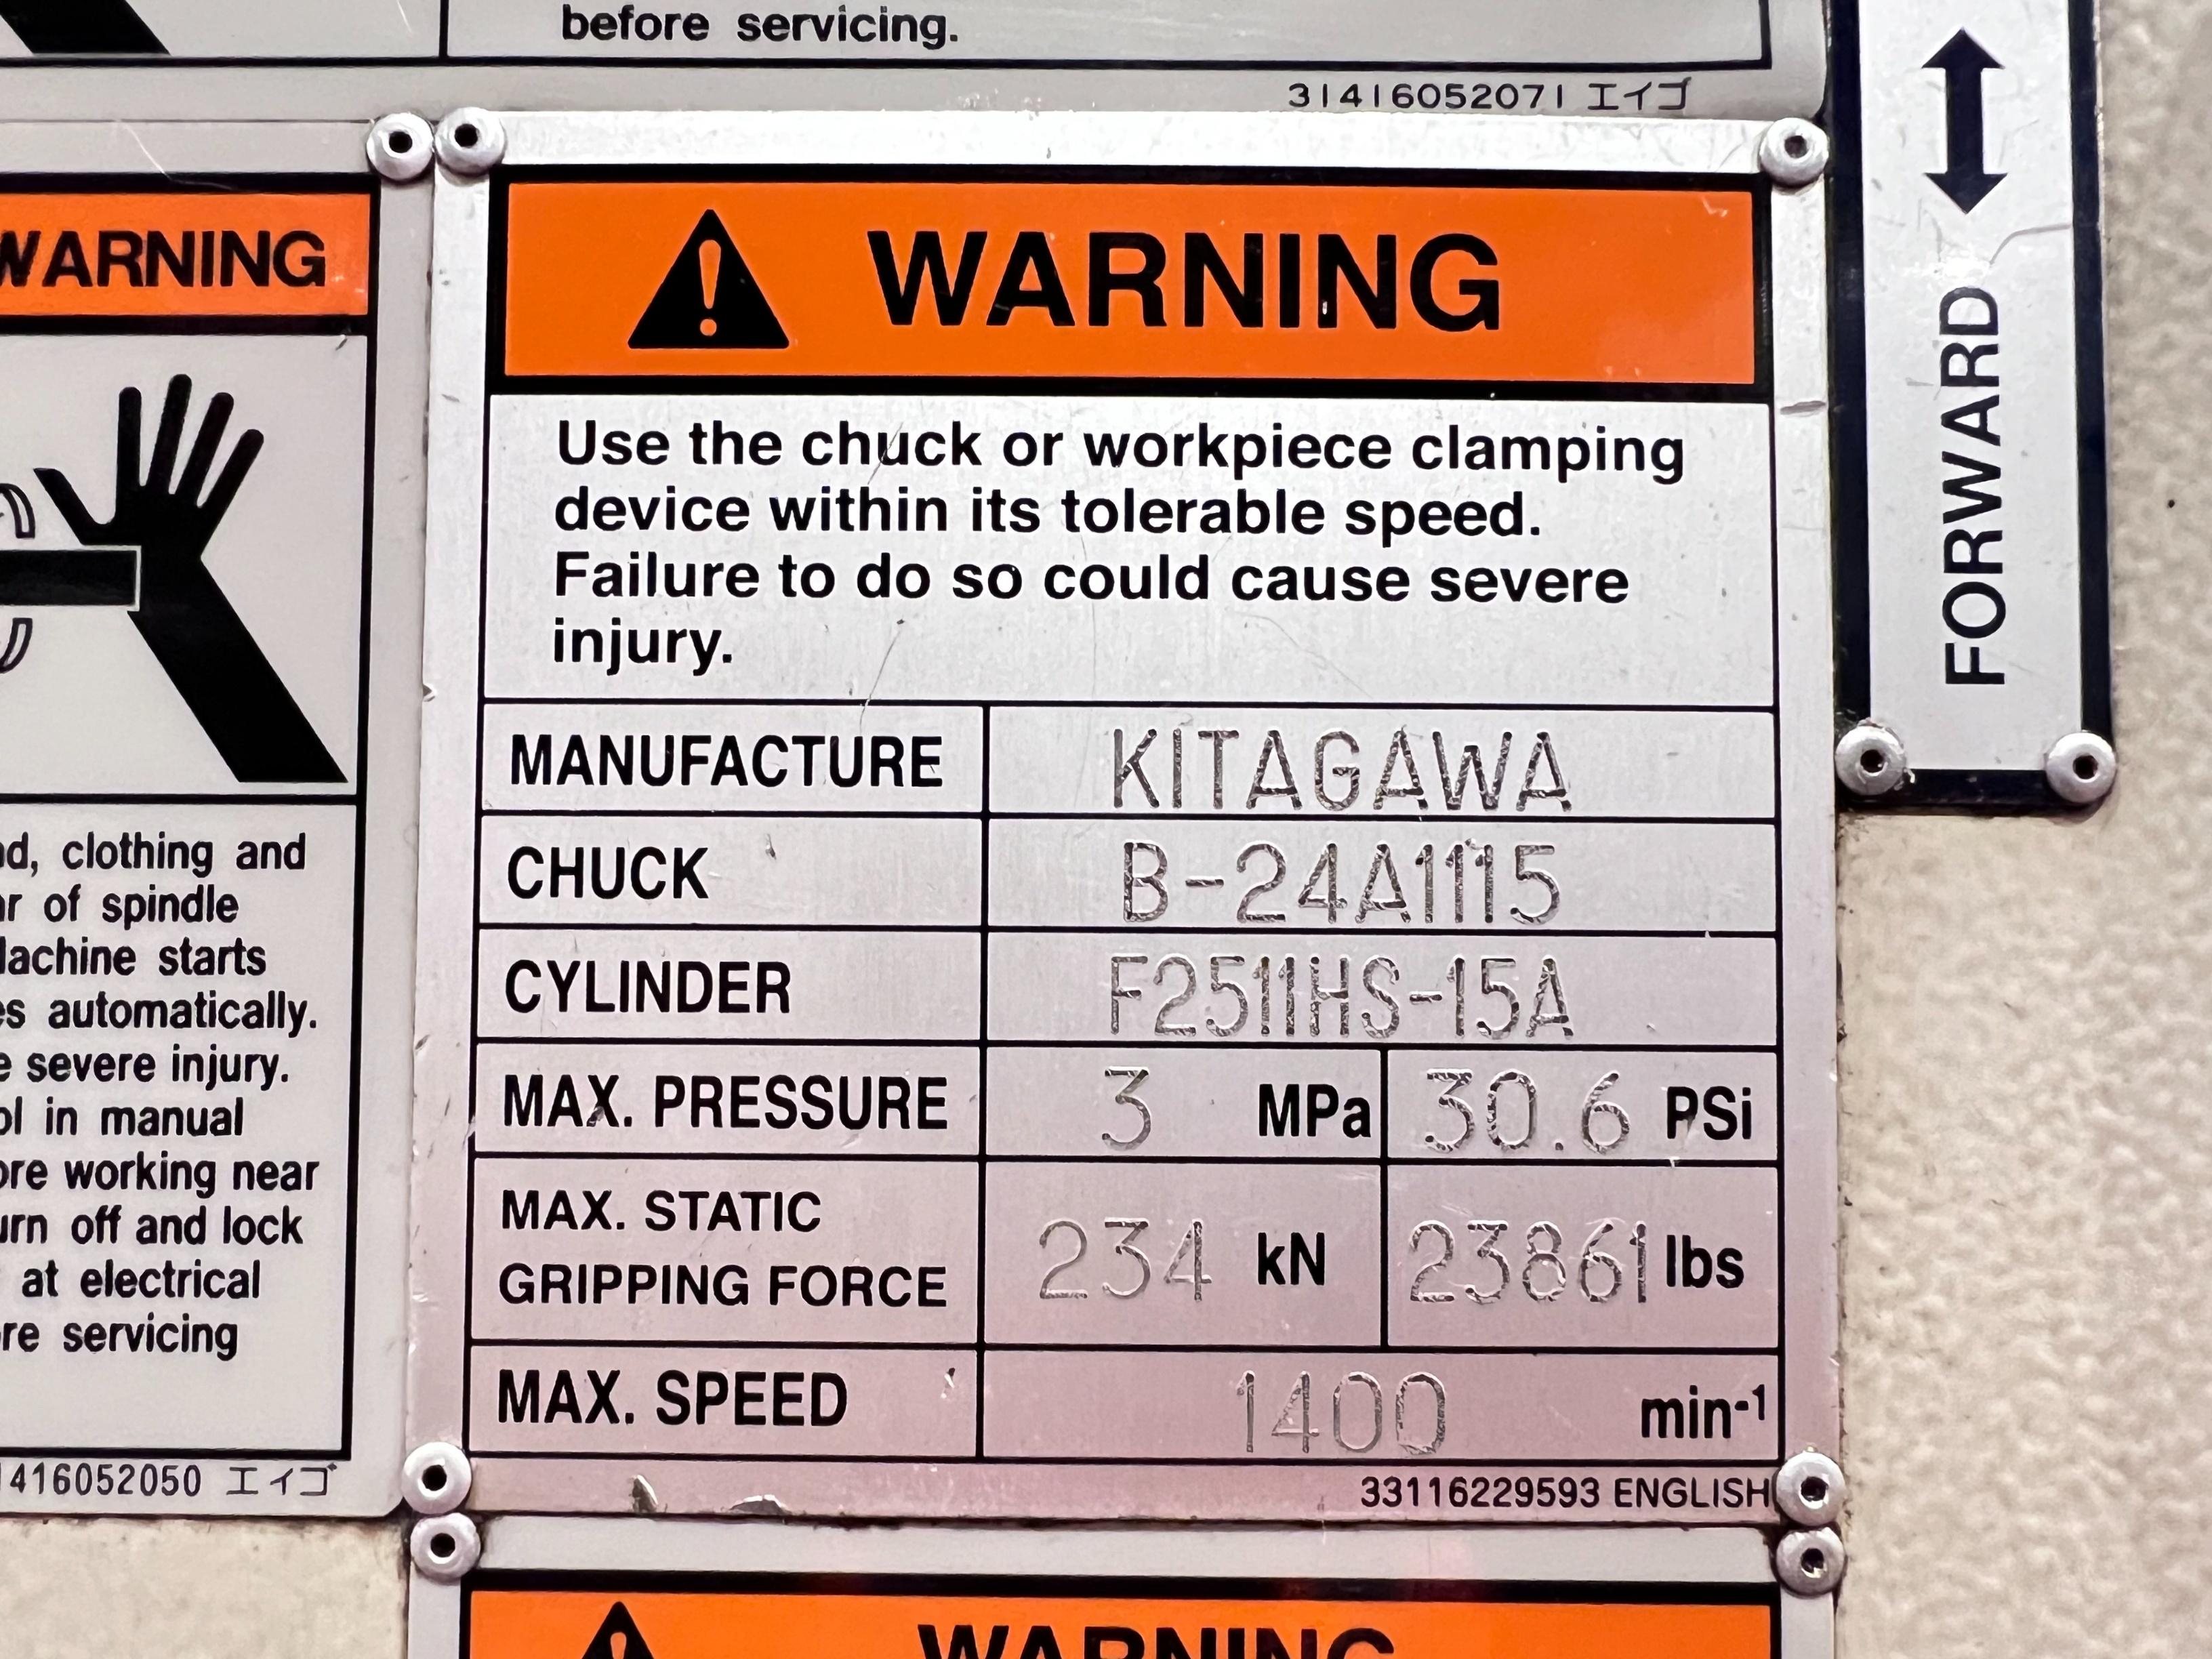 before servicing.
31416052071 エイゴ
WARNING
clothing and
of spindle
starts
automatically.
severe injury.
in manual
working near
off and lock
at electrical
servicing
416052050 エイゴ
WARNING
Use the chuck or workpiece clamping
device within its tolerable speed.
Failure to do so could cause severe
injury.
MANUFACTURE KITAGAWA
CHUCK B-24A1115
CYLINDER F2511HS-15A
MAX. PRESSURE 3 MPa 30.6 PSi
MAX. STATIC
GRIPPING FORCE 234 kN 23861 lbs
MAX. SPEED 1400 min-1
33116229593 ENGLISH
FORWARD
WARNING